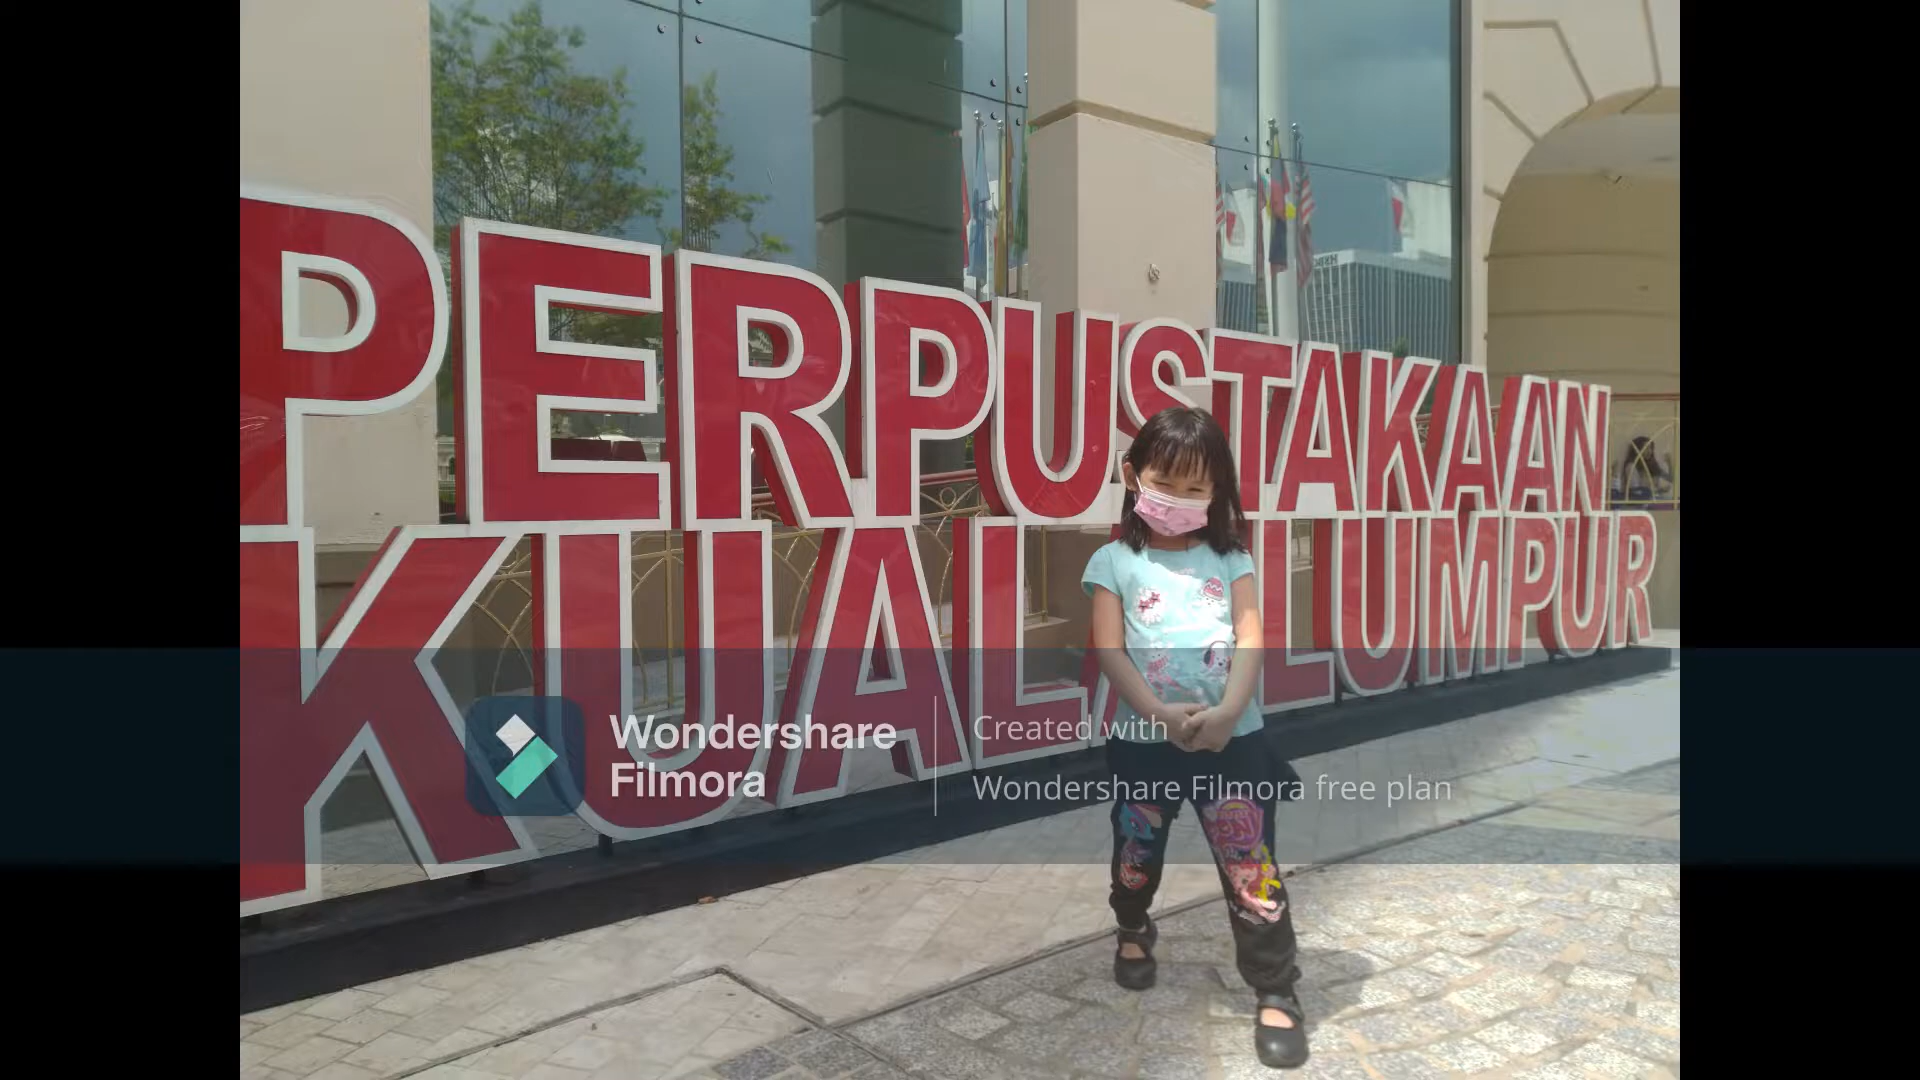 PERPUSTAKAAN
KUALA LUMPUR
Wondershare
Filmora
Created with
Wondershare Filmora free plan